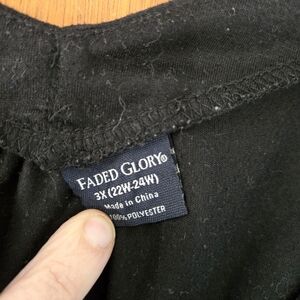 FADED GLORY®
3X (22W-24W)
Made in China
100% POLYESTER